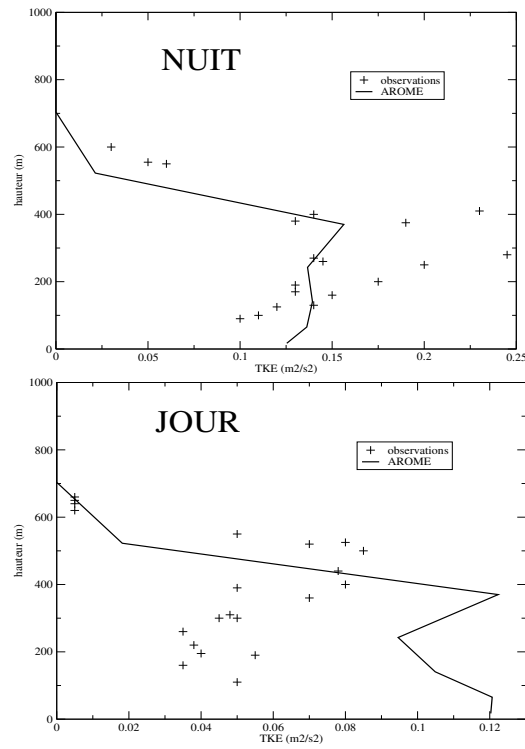 1000
NUIT
observations
AROME
800
600
hauteur (m)
400
200
0
0 0.05 0.1 0.15 0.2 0.25
TKE (m2/s2)
1000
JOUR
observations
AROME
800
600
hauteur (m)
400
200
0
0 0.02 0.04 0.06 0.08 0.1 0.12
TKE (m2/s2)